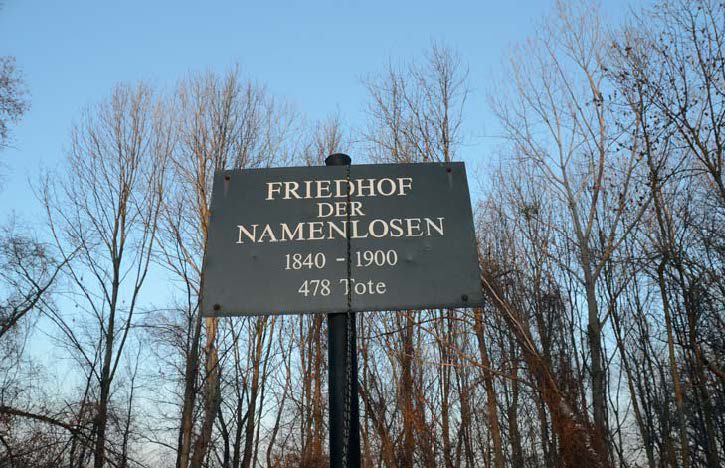 FRIEDHOF
DER
NAMENLOSEN
1840 - 1900
478 Tote